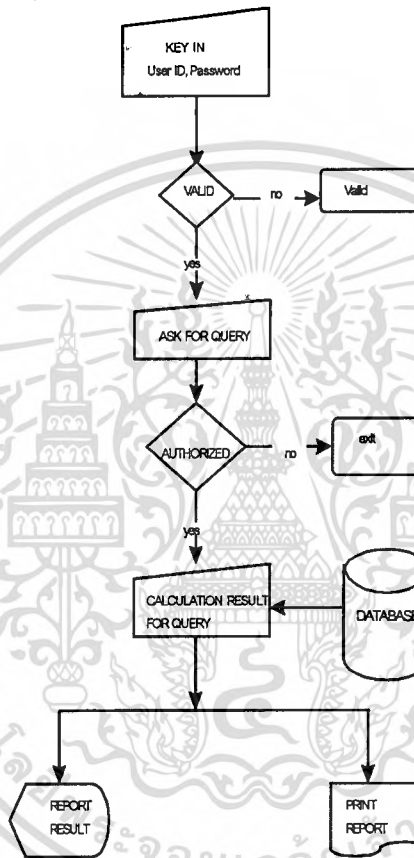 KEY IN
User ID, Password
VALID
no
Valid
yes
ASK FOR QUERY
AUTHORIZED
no
exit
yes
CALCULATION RESULT
FOR QUERY
DATABASE
REPORT
RESULT
PRINT
REPORT